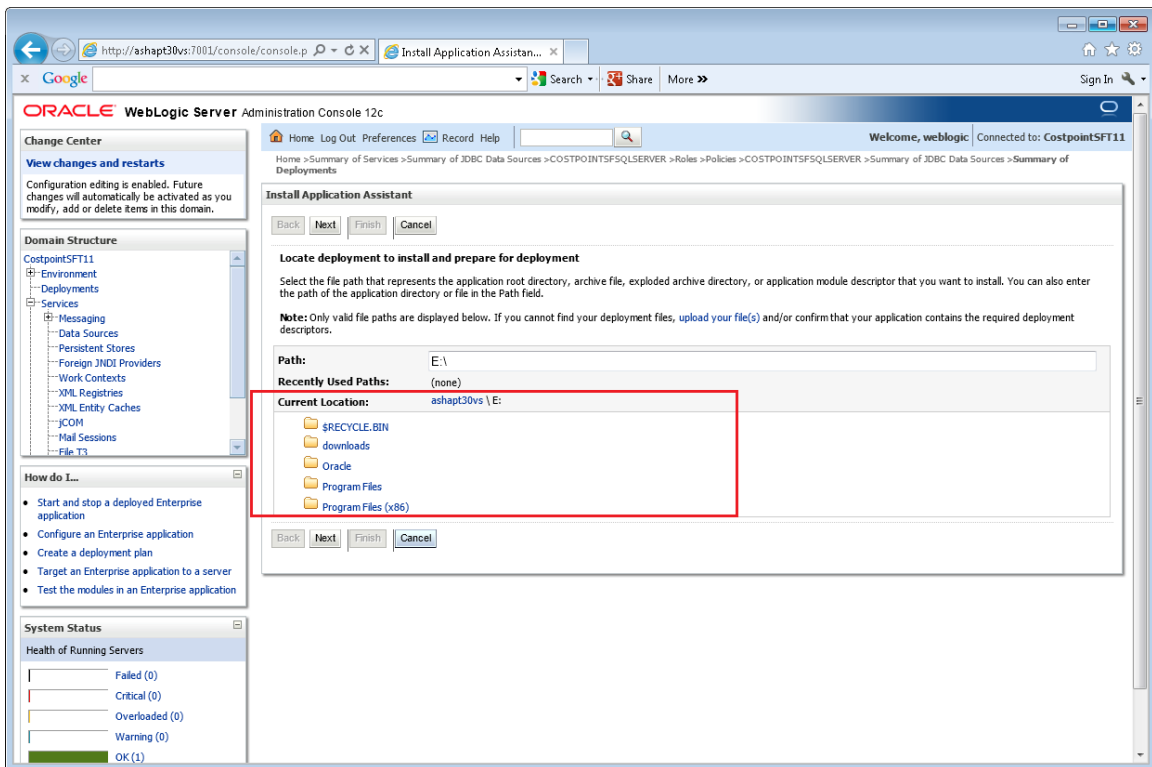 http://ashapt30vs:7001/console/console.p
Install Application Assistan...
Google
Search
Share
More
Sign In
ORACLE WebLogic Server Administration Console 12c
Change Center
View changes and restarts
Configuration editing is enabled. Future
changes will automatically be activated as you
modify, add or delete items in this domain.
Domain Structure
CostpointSFT11
Environment
Deployments
Services
Messaging
Data Sources
Persistent Stores
Foreign JNDI Providers
Work Contexts
XML Registries
XML Entity Caches
jCOM
Mail Sessions
File T3
How do I...
Start and stop a deployed Enterprise
application
Configure an Enterprise application
Create a deployment plan
Target an Enterprise application to a server
Test the modules in an Enterprise application
System Status
Health of Running Servers
Failed (0)
Critical (0)
Overloaded (0)
Warning (0)
OK (1)
Home Log Out Preferences Record Help
Welcome, weblogic Connected to: CostpointSFT11
Home >Summary of Services >Summary of JDBC Data Sources >COSTPOINTSFSQLSERVER >Roles >Policies >COSTPOINTSFSQLSERVER >Summary of JDBC Data Sources >Summary of
Deployments
Install Application Assistant
Back Next Finish Cancel
Locate deployment to install and prepare for deployment
Select the file path that represents the application root directory, archive file, exploded archive directory, or application module descriptor that you want to install. You can also enter
the path of the application directory or file in the Path field.
Note: Only valid file paths are displayed below. If you cannot find your deployment files, upload your file(s) and/or confirm that your application contains the required deployment
descriptors.
Path: E:\
Recently Used Paths: (none)
Current Location: ashapt30vs \ E:
$RECYCLE.BIN
downloads
Oracle
Program Files
Program Files (x86)
Back Next Finish Cancel